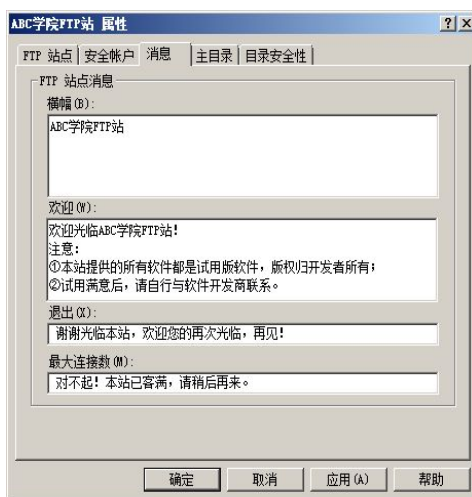 ABC学院FTP站 属性
FTP 站点 安全帐户 消息 主目录 目录安全性
FTP 站点消息
横幅(B):
ABC学院FTP站
欢迎(W):
欢迎光临ABC学院FTP站!
注意:
①本站提供的所有软件都是试用版软件，版权归开发者所有;
②试用满意后，请自行与软件开发商联系。
退出(X):
谢谢光临本站，欢迎您的再次光临，再见!
最大连接数(M):
对不起! 本站已客满，请稍后再来。
确定 取消 应用(A) 帮助